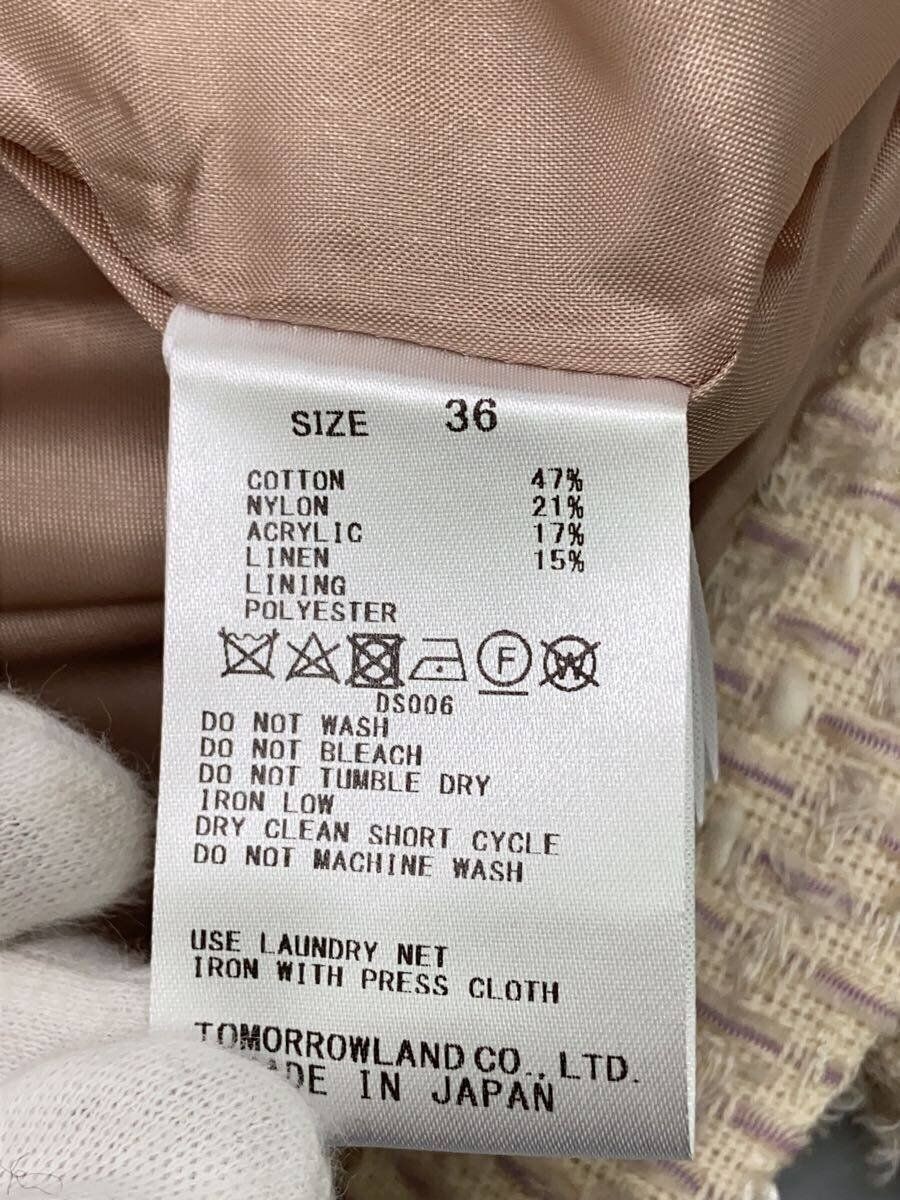 SIZE 36
COTTON 47%
NYLON 21%
ACRYLIC 17%
LINEN 15%
LINING
POLYESTER
F W
DS006
DO NOT WASH
DO NOT BLEACH
DO NOT TUMBLE DRY
IRON LOW
DRY CLEAN SHORT CYCLE
DO NOT MACHINE WASH
USE LAUNDRY NET
IRON WITH PRESS CLOTH
TOMORROWLAND CO., LTD.
ADE IN JAPAN